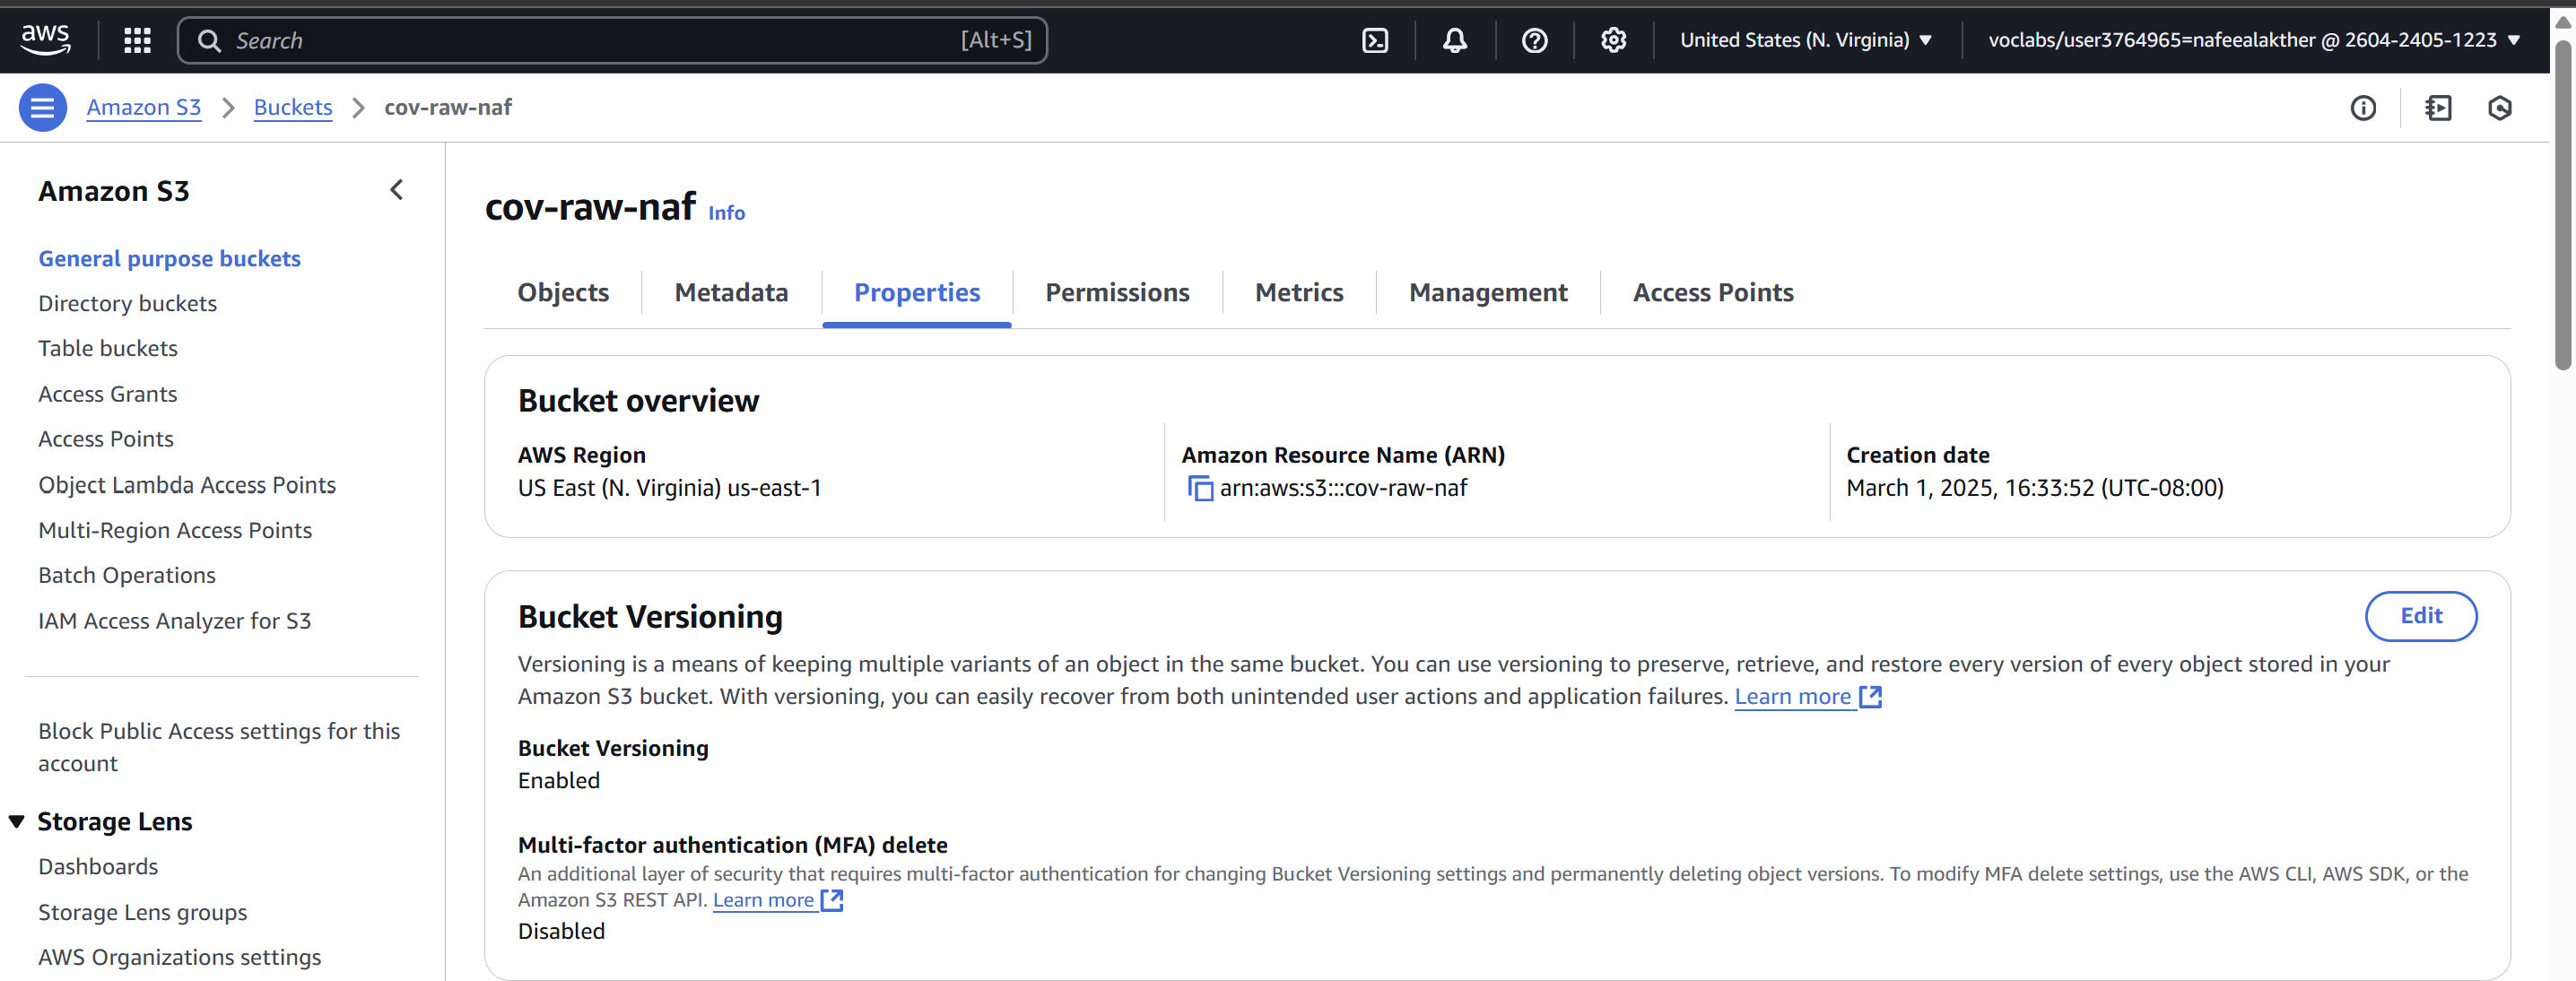 aws
Search [Alt+S]
United States (N. Virginia)
voclabs/user3764965=nafeealakther @ 2604-2405-1223
Amazon S3
Buckets
cov-raw-naf
Amazon S3
General purpose buckets
Directory buckets
Table buckets
Access Grants
Access Points
Object Lambda Access Points
Multi-Region Access Points
Batch Operations
IAM Access Analyzer for S3
Block Public Access settings for this
account
Storage Lens
Dashboards
Storage Lens groups
AWS Organizations settings
cov-raw-naf Info
Objects
Metadata
Properties
Permissions
Metrics
Management
Access Points
Bucket overview
AWS Region
US East (N. Virginia) us-east-1
Amazon Resource Name (ARN)
arn:aws:s3:::cov-raw-naf
Creation date
March 1, 2025, 16:33:52 (UTC-08:00)
Bucket Versioning
Edit
Versioning is a means of keeping multiple variants of an object in the same bucket. You can use versioning to preserve, retrieve, and restore every version of every object stored in your
Amazon S3 bucket. With versioning, you can easily recover from both unintended user actions and application failures. Learn more
Bucket Versioning
Enabled
Multi-factor authentication (MFA) delete
An additional layer of security that requires multi-factor authentication for changing Bucket Versioning settings and permanently deleting object versions. To modify MFA delete settings, use the AWS CLI, AWS SDK, or the
Amazon S3 REST API. Learn more
Disabled